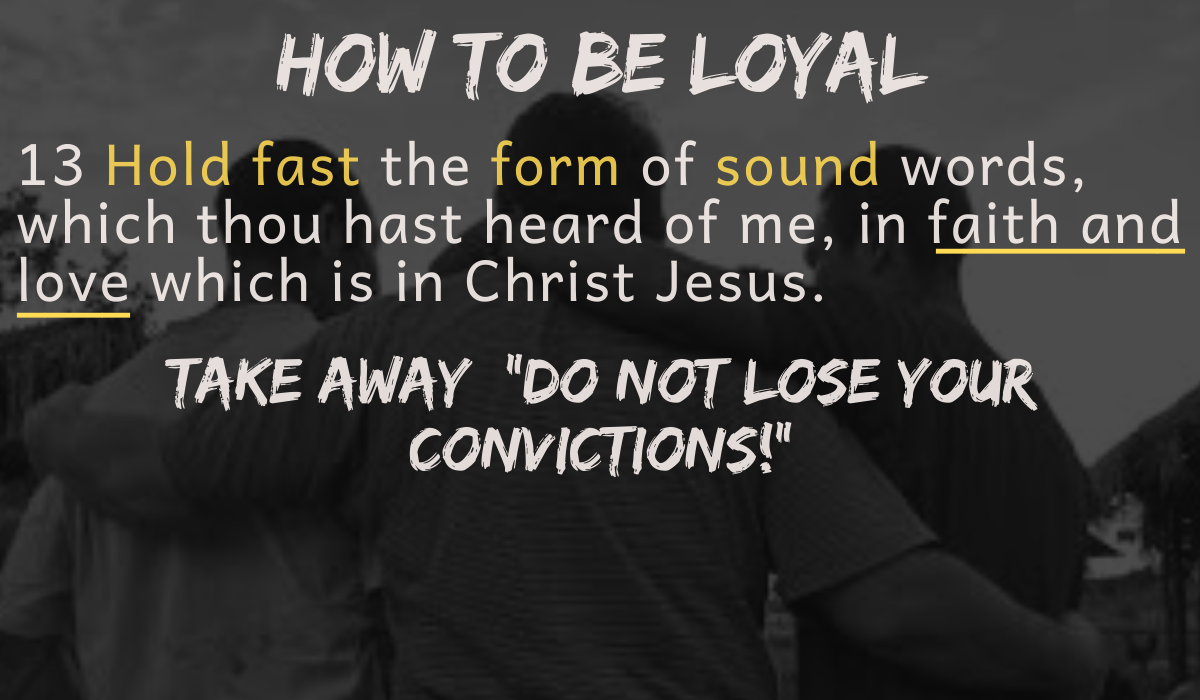 HOW TO BE LOYAL
13 Hold fast the form of sound words,
which thou hast heard of me, in faith and
love which is in Christ Jesus.
TAKE AWAY "DO NOT LOSE YOUR
CONVICTIONS!"